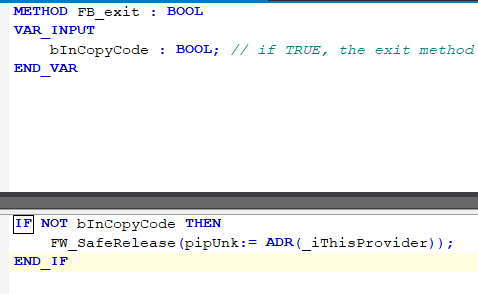 METHOD FB_exit : BOOL
VAR_INPUT
bInCopyCode : BOOL; // if TRUE, the exit method
END_VAR
IF NOT bInCopyCode THEN
FW_SafeRelease(pipUnk:= ADR(_iThisProvider));
END_IF